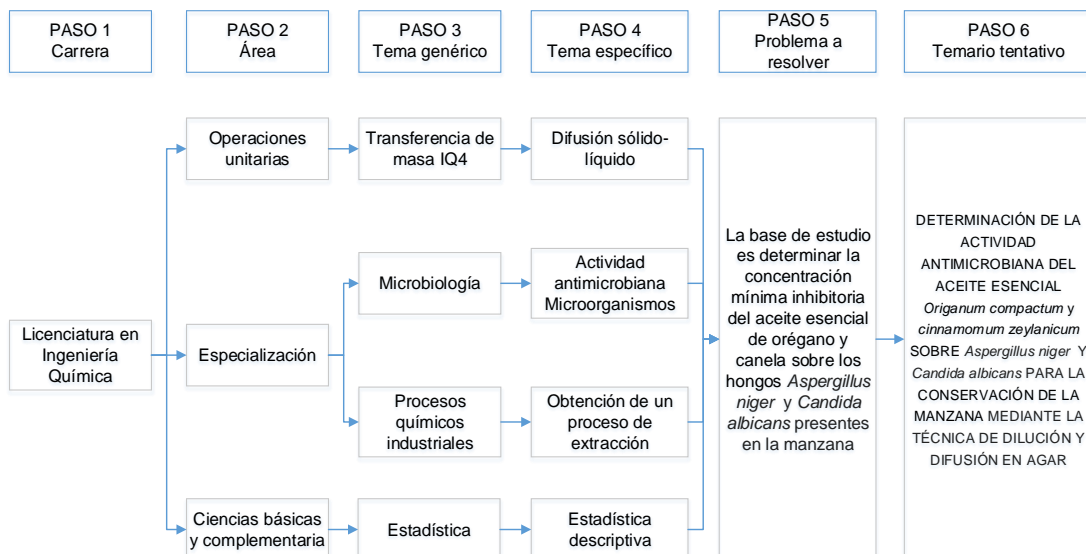 PASO 1
Carrera
PASO 2
Área
PASO 3
Tema genérico
PASO 4
Tema específico
PASO 5
Problema a
resolver
PASO 6
Temario tentativo
Licenciatura en
Ingeniería
Química
Operaciones
unitarias
Transferencia de
masa IQ4
Difusión sólido-
líquido
Especialización
Microbiología
Actividad
antimicrobiana
Microorganismos
Procesos
químicos
industriales
Obtención de un
proceso de
extracción
Ciencias básicas
y complementaria
Estadística
Estadística
descriptiva
La base de estudio
es determinar la
concentración
mínima inhibitoria
del aceite esencial
de orégano y
canela sobre los
hongos Aspergillus
niger y Candida
albicans presentes
en la manzana
DETERMINACIÓN DE LA
ACTIVIDAD
ANTIMICROBIANA DEL
ACEITE ESENCIAL
Origanum compactum y
cinnamomum zeylanicum
SOBRE Aspergillus niger Y
Candida albicans PARA LA
CONSERVACIÓN DE LA
MANZANA MEDIANTE LA
TÉCNICA DE DILUCIÓN Y
DIFUSIÓN EN AGAR